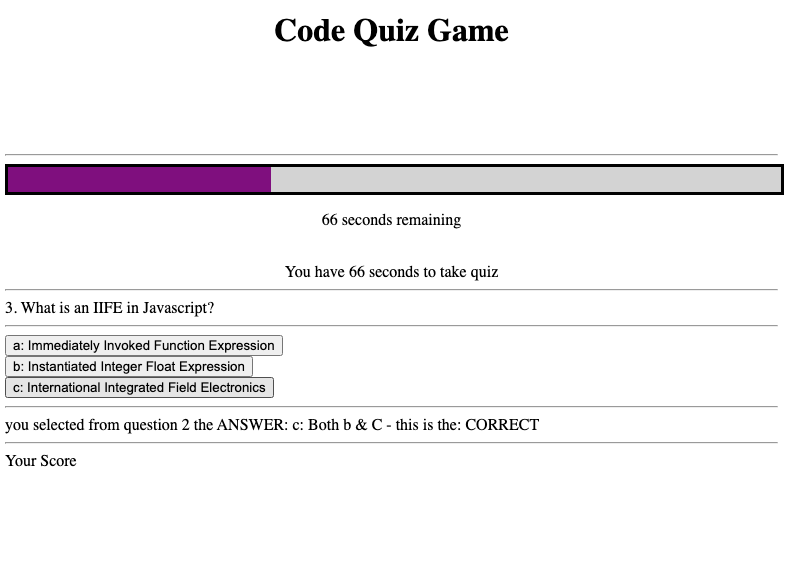 Code Quiz Game
66 seconds remaining
You have 66 seconds to take quiz
3. What is an IIFE in Javascript?
a: Immediately Invoked Function Expression
b: Instantiated Integer Float Expression
c: International Integrated Field Electronics
you selected from question 2 the ANSWER: c: Both b & C - this is the: CORRECT
Your Score